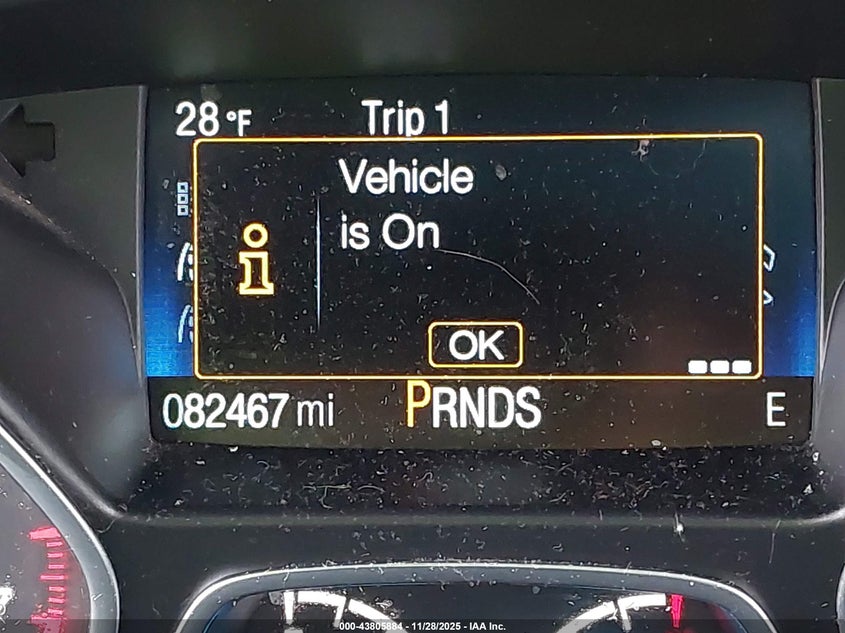 28 °F Trip 1
Vehicle
is On
OK
082467 mi PRNDS E
000-43805884 - 11/28/2025 - IAA Inc.